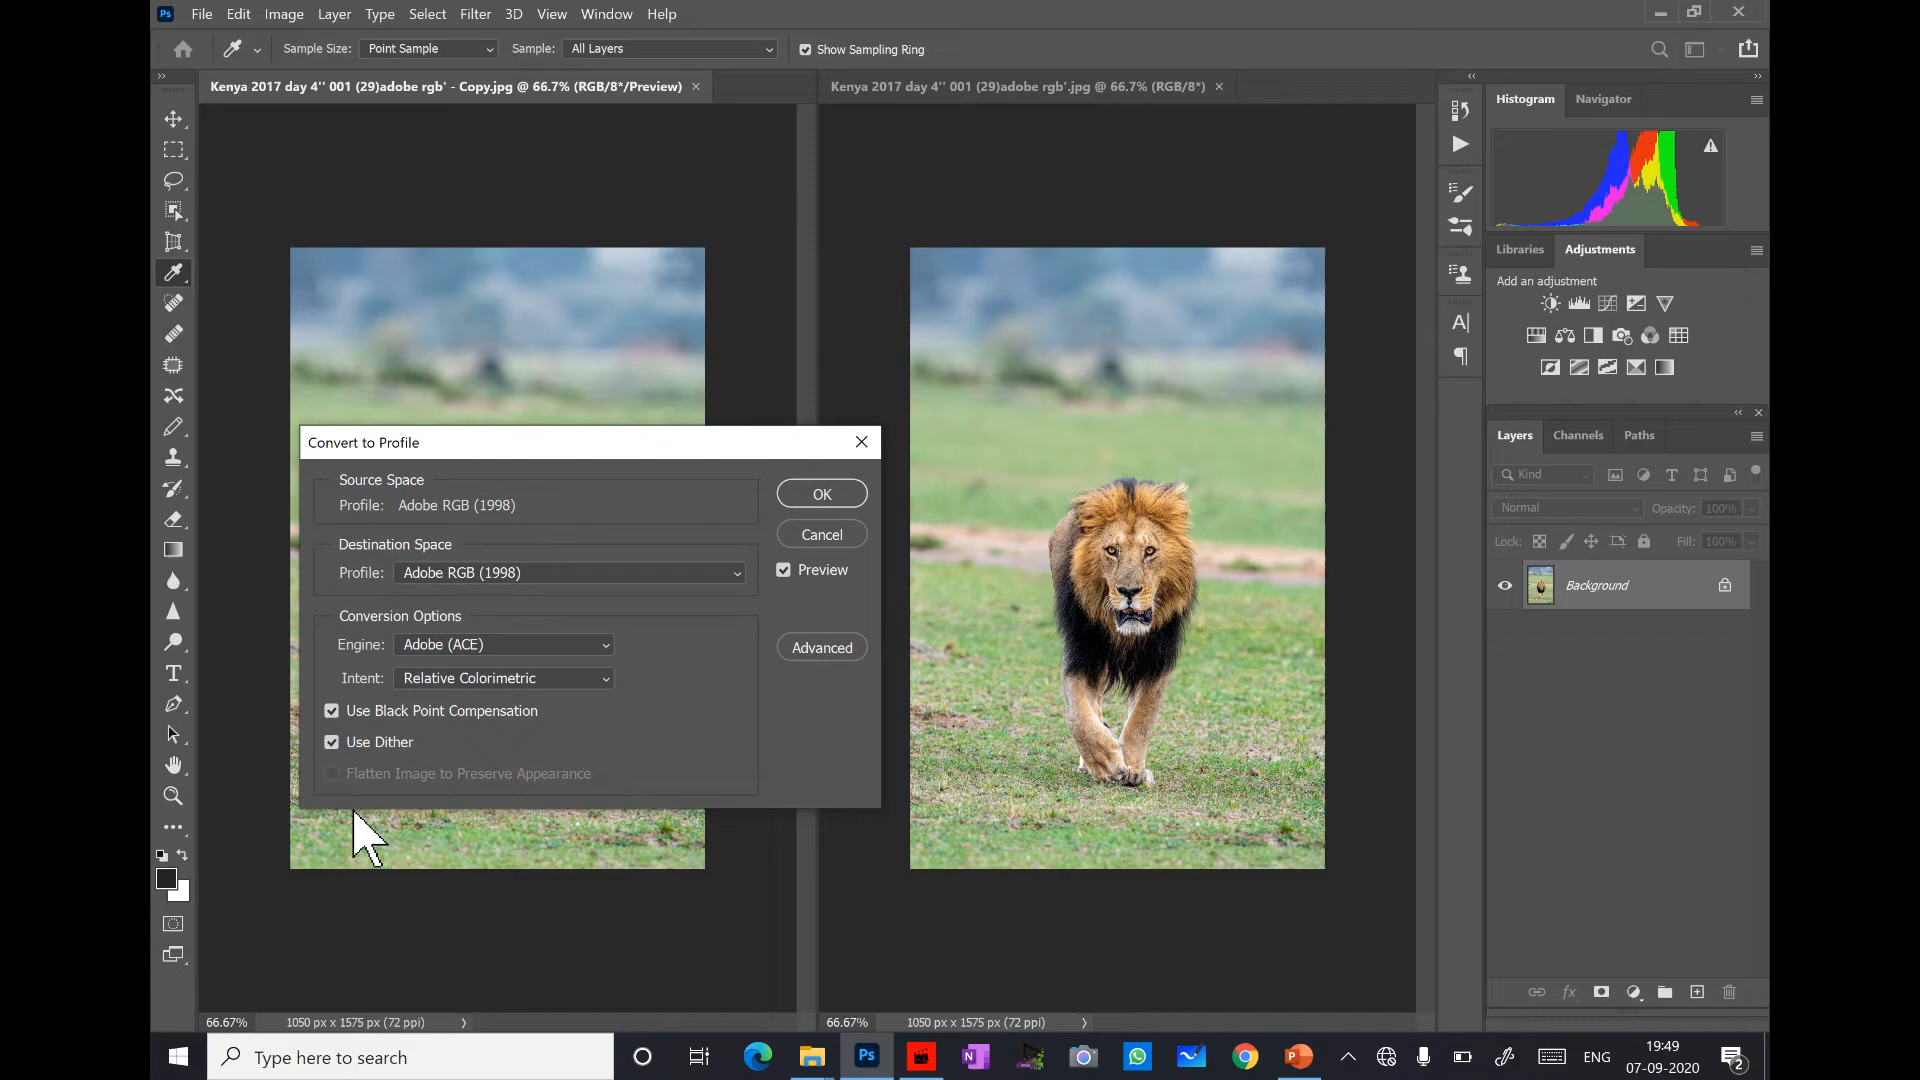 Ps File Edit Image Layer Type Select Filter 3D View Window Help
Sample Size: Point Sample Sample: All Layers Show Sampling Ring
Kenya 2017 day 4'' 001 (29)adobe rgb' - Copy.jpg @ 66.7% (RGB/8*/Preview)
Kenya 2017 day 4'' 001 (29)adobe rgb'.jpg @ 66.7% (RGB/8*)
Histogram Navigator
Libraries Adjustments
Add an adjustment
Layers Channels Paths
Kind
Normal Opacity: 100%
Lock: Fill: 100%
Background
Convert to Profile
Source Space
Profile: Adobe RGB (1998)
Destination Space
Profile: Adobe RGB (1998)
Conversion Options
Engine: Adobe (ACE)
Intent: Relative Colorimetric
Use Black Point Compensation
Use Dither
Flatten Image to Preserve Appearance
OK
Cancel
Preview
Advanced
66.67% 1050 px x 1575 px (72 ppi)
66.67% 1050 px x 1575 px (72 ppi)
Type here to search
Ps
ENG
19:49
07-09-2020
2